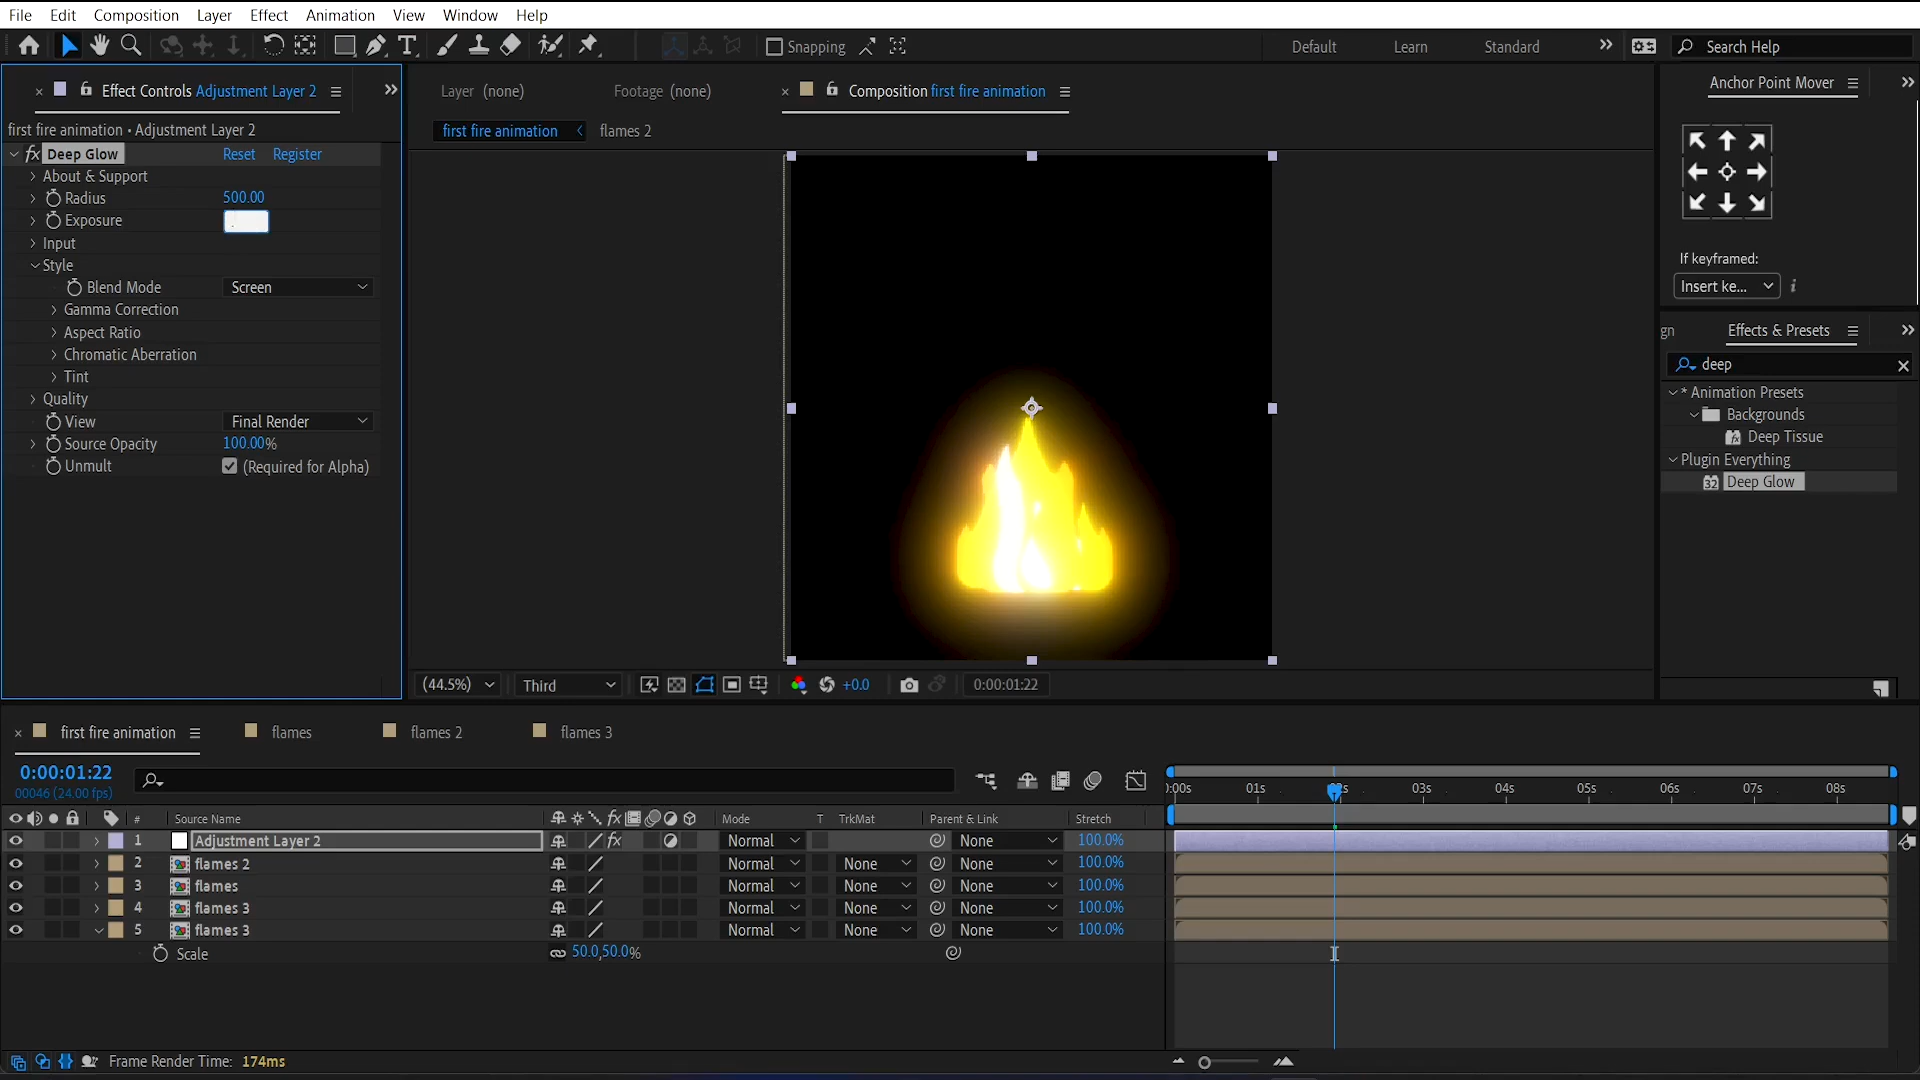 File Edit Composition Layer Effect Animation View Window Help
Snapping Default Learn Standard Search Help
Effect Controls Adjustment Layer 2
first fire animation • Adjustment Layer 2
fx Deep Glow Reset Register
About & Support
Radius 500.00
Exposure .
Input
Style
Blend Mode Screen
Gamma Correction
Aspect Ratio
Chromatic Aberration
Tint
Quality
View Final Render
Source Opacity 100.00%
Unmult (Required for Alpha)
Layer (none) Footage (none) Composition first fire animation
first fire animation flames 2
(44.5%) Third +0.0 0:00:01:22
Anchor Point Mover
If keyframed:
Insert ke... i
gn Effects & Presets
deep
* Animation Presets
Backgrounds
Deep Tissue
Plugin Everything
32 Deep Glow
first fire animation flames flames 2 flames 3
0:00:01:22
00046 (24.00 fps)
):00s 01s 02s 03s 04s 05s 06s 07s 08s
# Source Name fx Mode T TrkMat Parent & Link Stretch
1 Adjustment Layer 2 fx Normal None 100.0%
2 flames 2 Normal None None 100.0%
3 flames Normal None None 100.0%
4 flames 3 Normal None None 100.0%
5 flames 3 Normal None None 100.0%
Scale 50.0,50.0%
Frame Render Time: 174ms